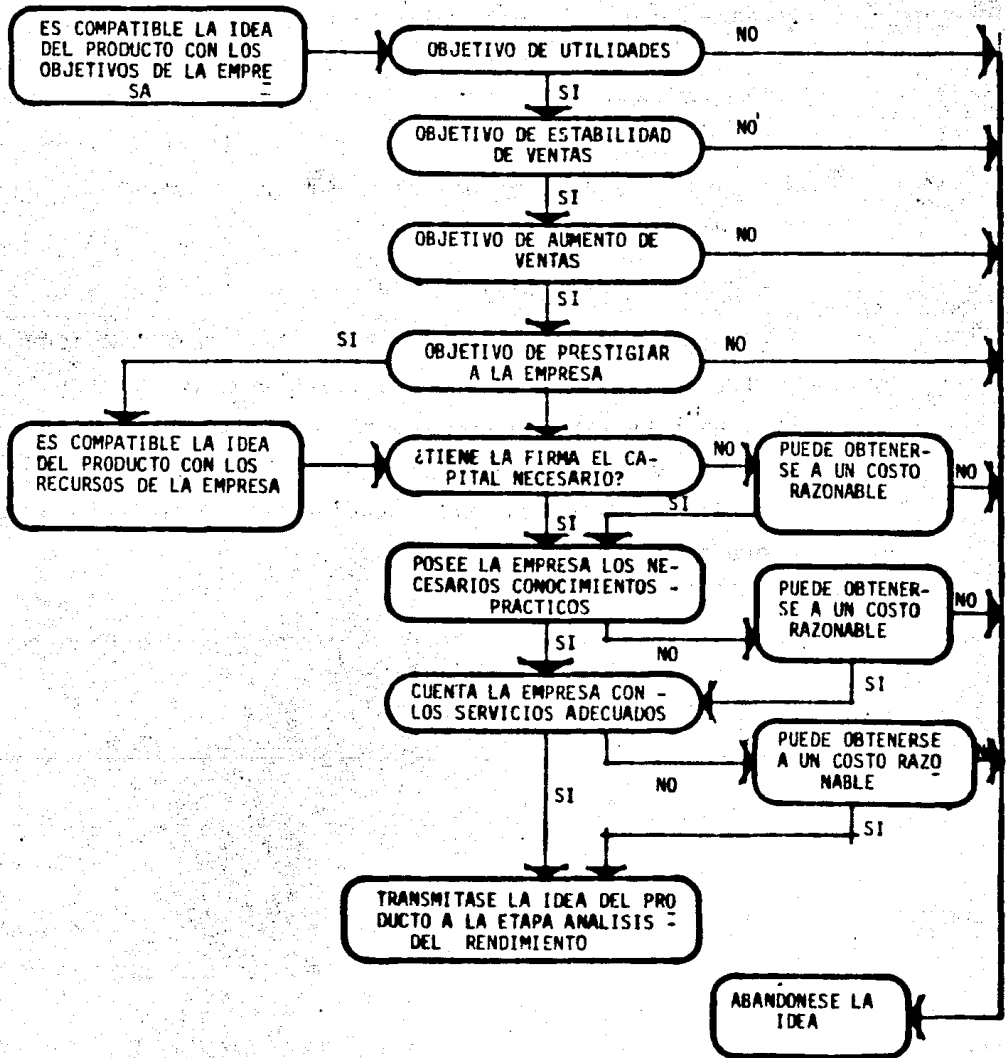 ES COMPATIBLE LA IDEA
DEL PRODUCTO CON LOS
OBJETIVOS DE LA EMPRE
SA
OBJETIVO DE UTILIDADES
NO
SI
OBJETIVO DE ESTABILIDAD
DE VENTAS
NO
SI
OBJETIVO DE AUMENTO DE
VENTAS
NO
SI
SI
OBJETIVO DE PRESTIGIAR
A LA EMPRESA
NO
ES COMPATIBLE LA IDEA
DEL PRODUCTO CON LOS
RECURSOS DE LA EMPRESA
¿TIENE LA FIRMA EL CA-
PITAL NECESARIO?
NO
PUEDE OBTENER-
SE A UN COSTO
RAZONABLE
NO
SI
SI
POSEE LA EMPRESA LOS NE-
CESARIOS CONOCIMIENTOS -
PRACTICOS
PUEDE OBTENER-
SE A UN COSTO
RAZONABLE
NO
SI
NO
SI
CUENTA LA EMPRESA CON -
LOS SERVICIOS ADECUADOS
PUEDE OBTENERSE
A UN COSTO RAZO
NABLE
NO
SI
SI
TRANSMITASE LA IDEA DEL PRO
DUCTO A LA ETAPA ANALISIS -
DEL RENDIMIENTO
ABANDONESE LA
IDEA